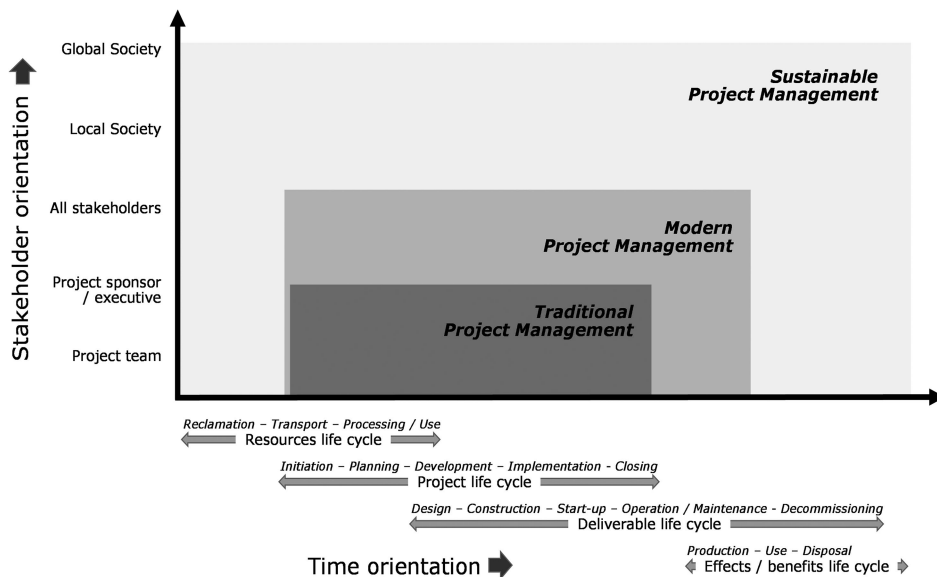 Stakeholder orientation
Global Society
Local Society
All stakeholders
Project sponsor
/ executive
Project team
Sustainable
Project Management
Modern
Project Management
Traditional
Project Management
Reclamation – Transport – Processing / Use
Resources life cycle
Initiation – Planning – Development – Implementation - Closing
Project life cycle
Design – Construction – Start-up – Operation / Maintenance - Decommissioning
Deliverable life cycle
Production – Use – Disposal
Effects / benefits life cycle
Time orientation